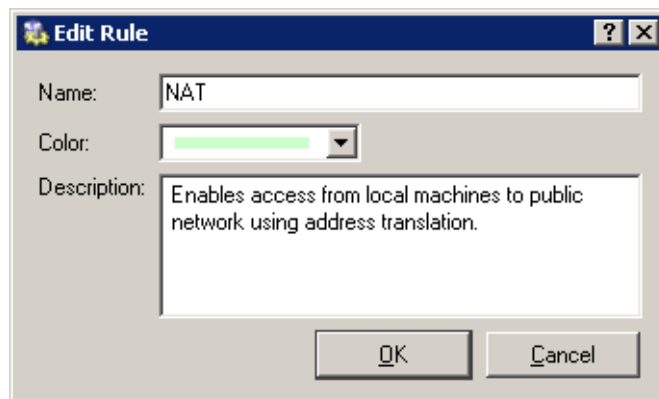 Edit Rule
Name:
NAT
Color:
Description:
Enables access from local machines to public
network using address translation.
OK
Cancel